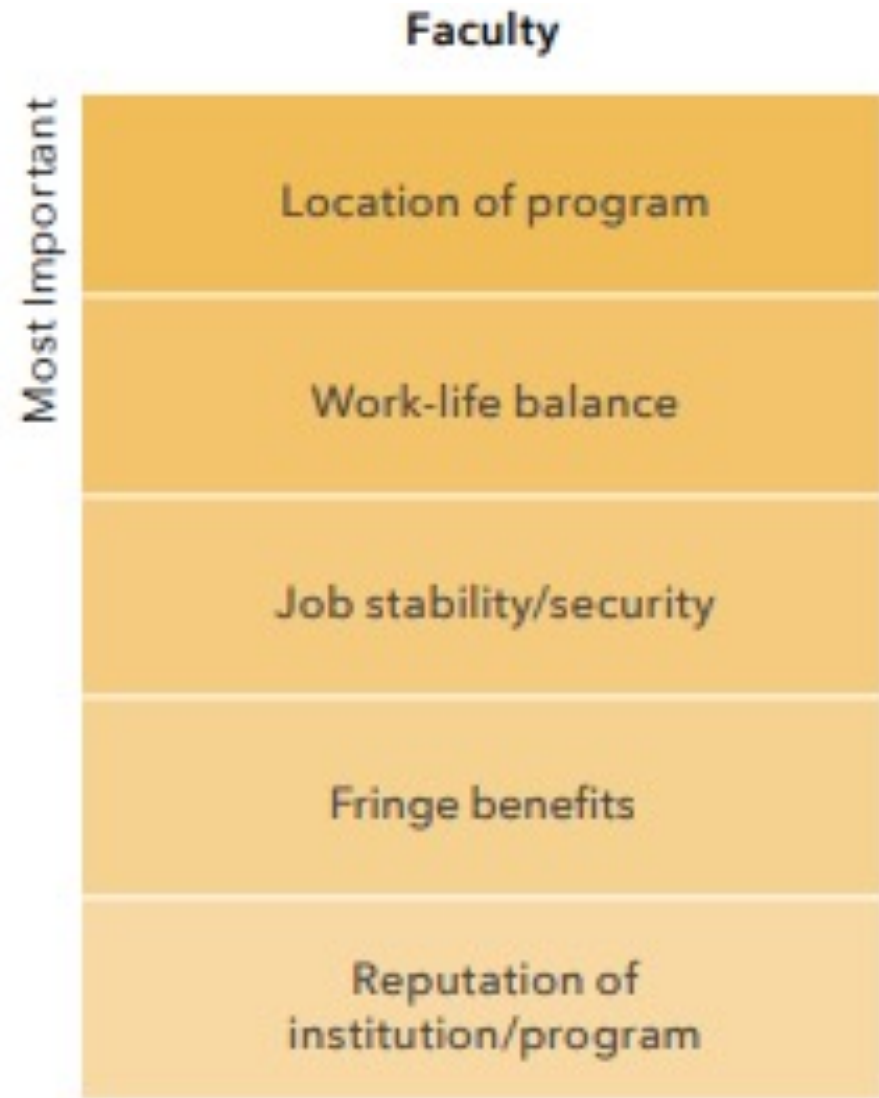 Faculty
Most Important
Location of program
Work-life balance
Job stability/security
Fringe benefits
Reputation of
institution/program